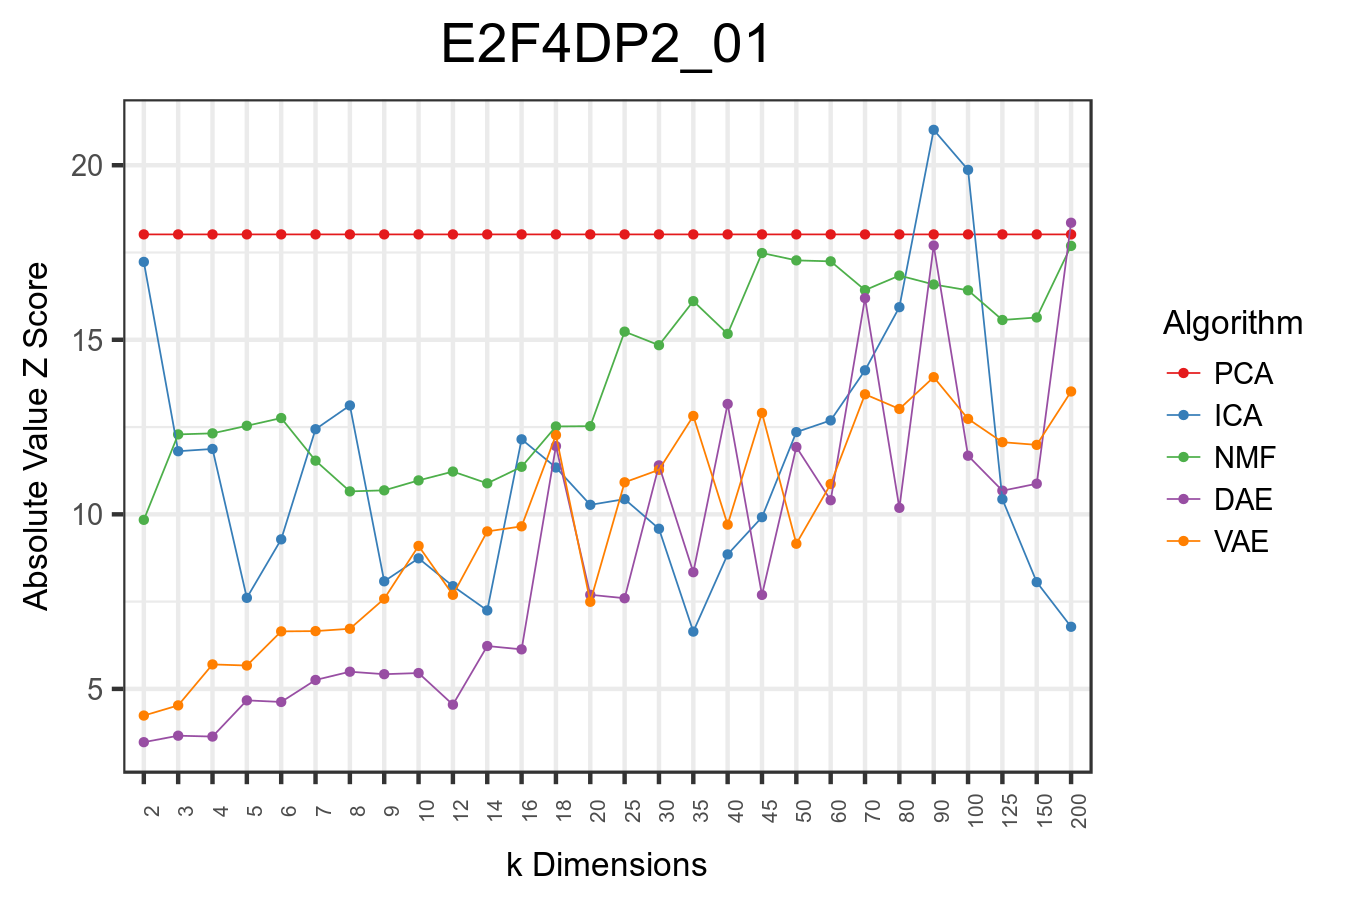 E2F4DP2_01
Absolute Value Z Score
20
15
10
5
2 3 4 5 6 7 8 9 10 12 14 16 18 20 25 30 35 40 45 50 60 70 80 90 100 125 150 200
k Dimensions
Algorithm
PCA
ICA
NMF
DAE
VAE